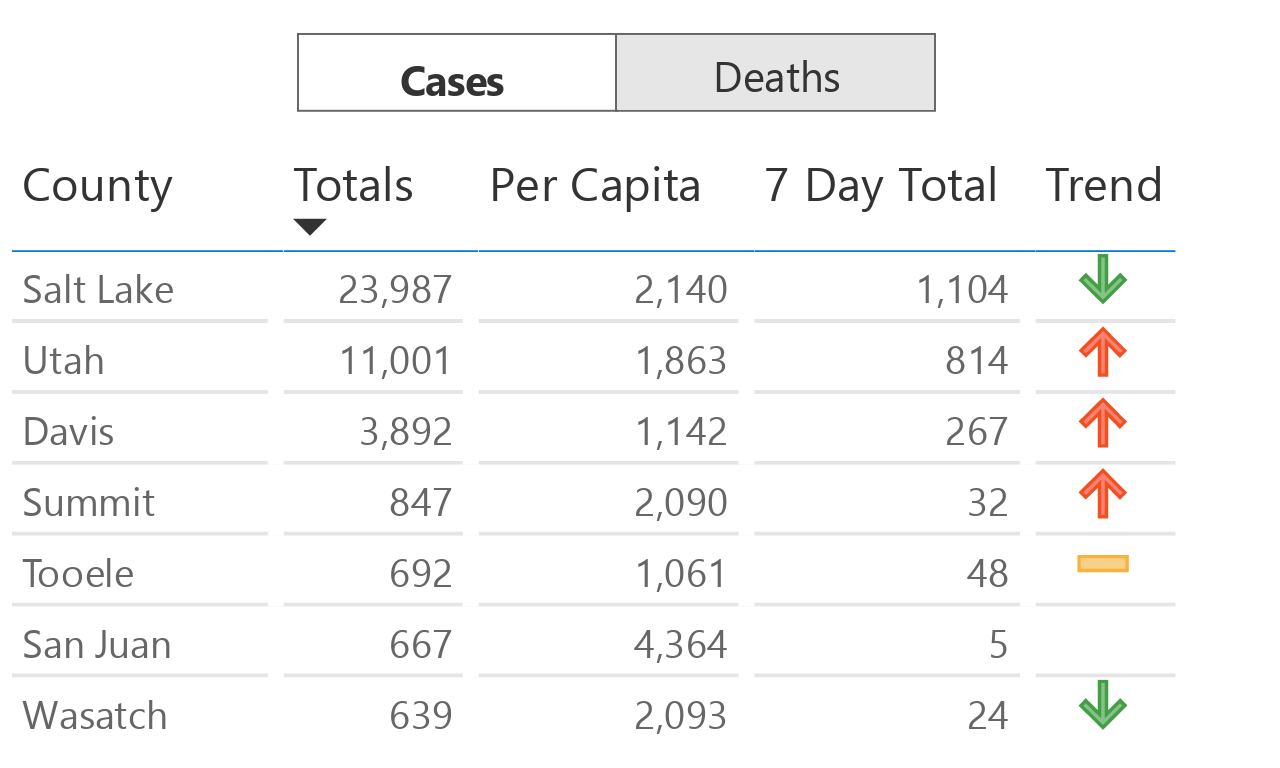 Cases Deaths
County Totals Per Capita 7 Day Total Trend
Salt Lake 23,987 2,140 1,104
Utah 11,001 1,863 814
Davis 3,892 1,142 267
Summit 847 2,090 32
Tooele 692 1,061 48
San Juan 667 4,364 5
Wasatch 639 2,093 24